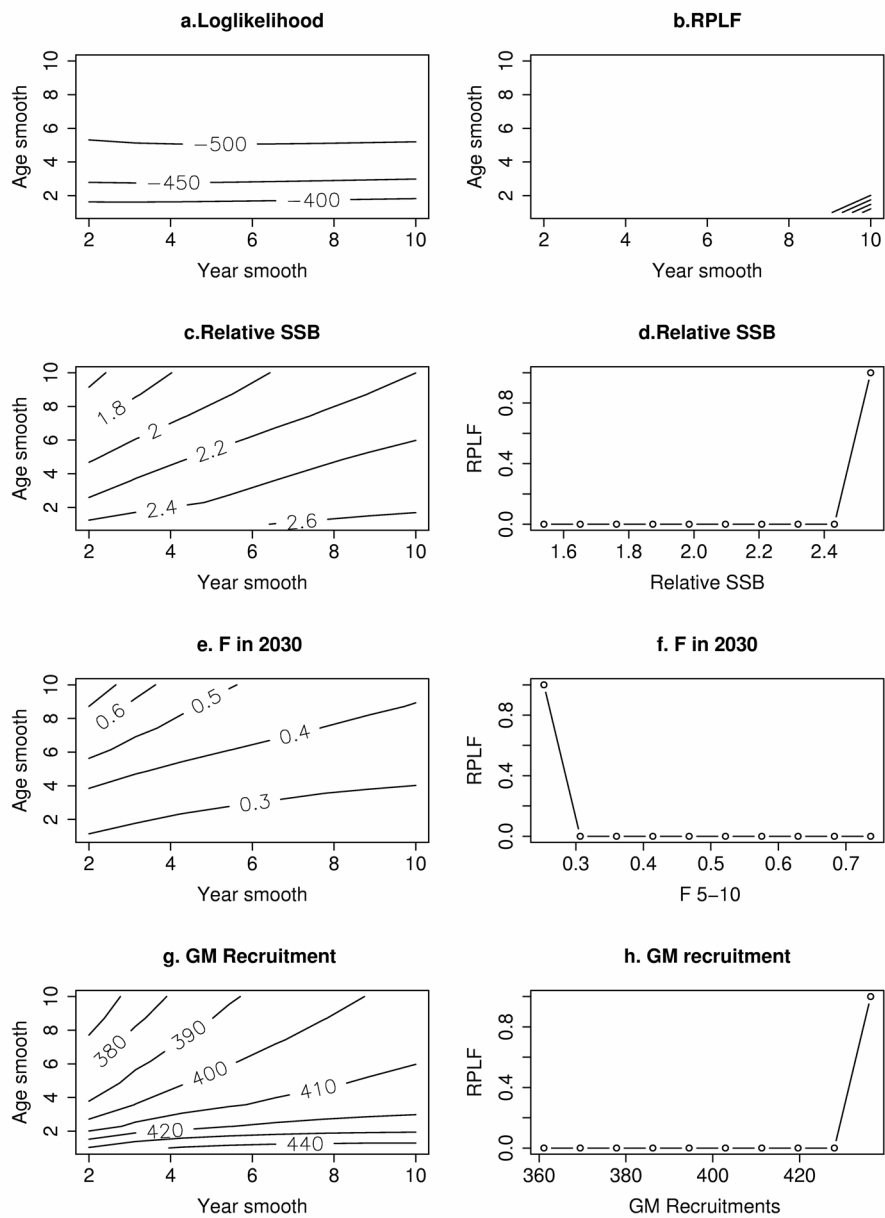 a.Loglikelihood
Age smooth
10
8
6
4
2
−500
−450
−400
2 4 6 8 10
Year smooth
b.RPLF
Age smooth
10
8
6
4
2
2 4 6 8 10
Year smooth
c.Relative SSB
Age smooth
10
8
6
4
2
1.8
2
2.2
2.4
2.6
2 4 6 8 10
Year smooth
d.Relative SSB
RPLF
0.8
0.4
0.0
1.6 1.8 2.0 2.2 2.4
Relative SSB
e. F in 2030
Age smooth
10
8
6
4
2
0.6
0.5
0.4
0.3
2 4 6 8 10
Year smooth
f. F in 2030
RPLF
0.8
0.4
0.0
0.3 0.4 0.5 0.6 0.7
F 5−10
g. GM Recruitment
Age smooth
10
8
6
4
2
380
390
400
410
420
440
2 4 6 8 10
Year smooth
h. GM recruitment
RPLF
0.8
0.4
0.0
360 380 400 420
GM Recruitments